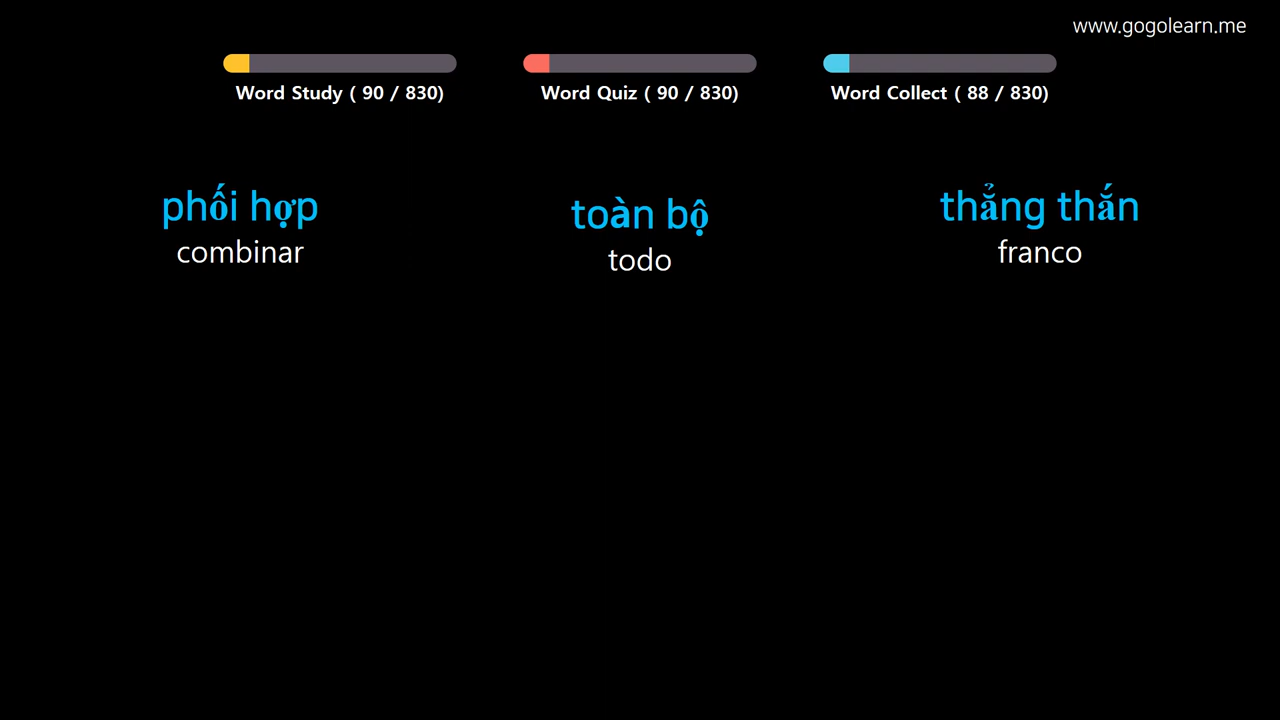 www.gogolearn.me
Word Study ( 90 / 830)
Word Quiz ( 90 / 830)
Word Collect ( 88 / 830)
phối hợp
combinar
toàn bộ
todo
thẳng thắn
franco